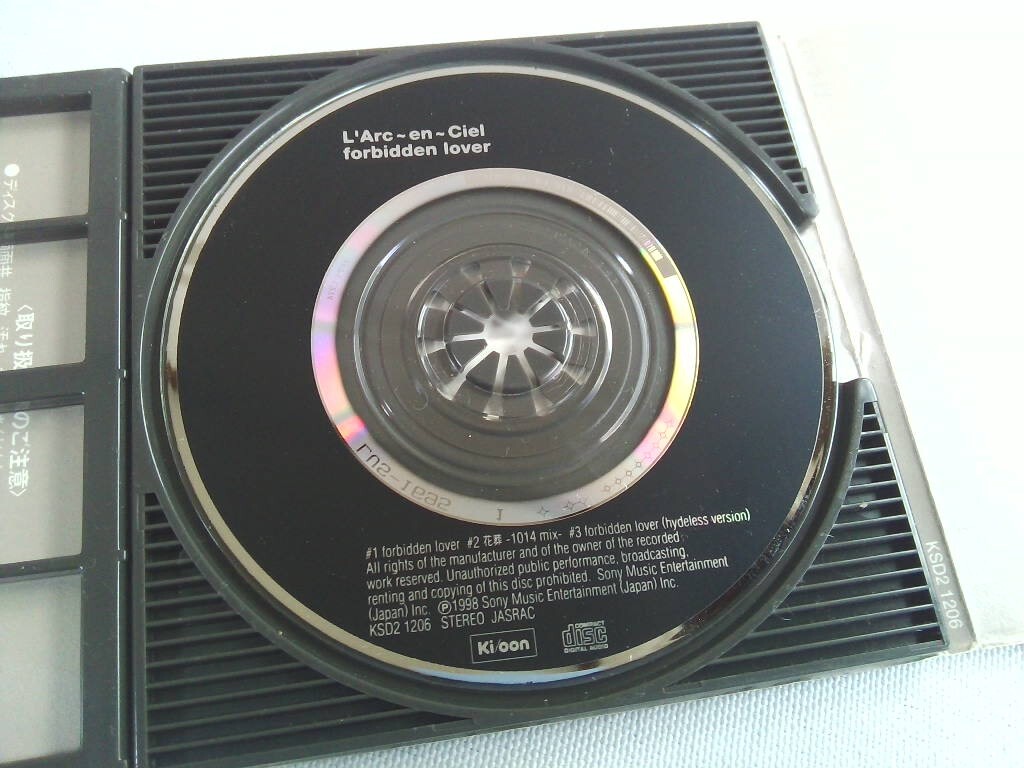 L'Arc~en~Ciel
forbidden lover
#1 forbidden lover #2 花葬 -1014 mix- #3 forbidden lover (hydeless version)
All rights of the manufacturer and of the owner of the recorded
work reserved. Unauthorized public performance, broadcasting,
renting and copying of this disc prohibited. Sony Music Entertainment
(Japan) Inc. Ⓟ1998 Sony Music Entertainment (Japan) Inc.
KSD2 1206 STEREO JASRAC
Ki/oon
COMPACT
disc
DIGITAL AUDIO
LUS-1695 1
KSD2 1206
●ディスク
〈取り扱
のご注意〉